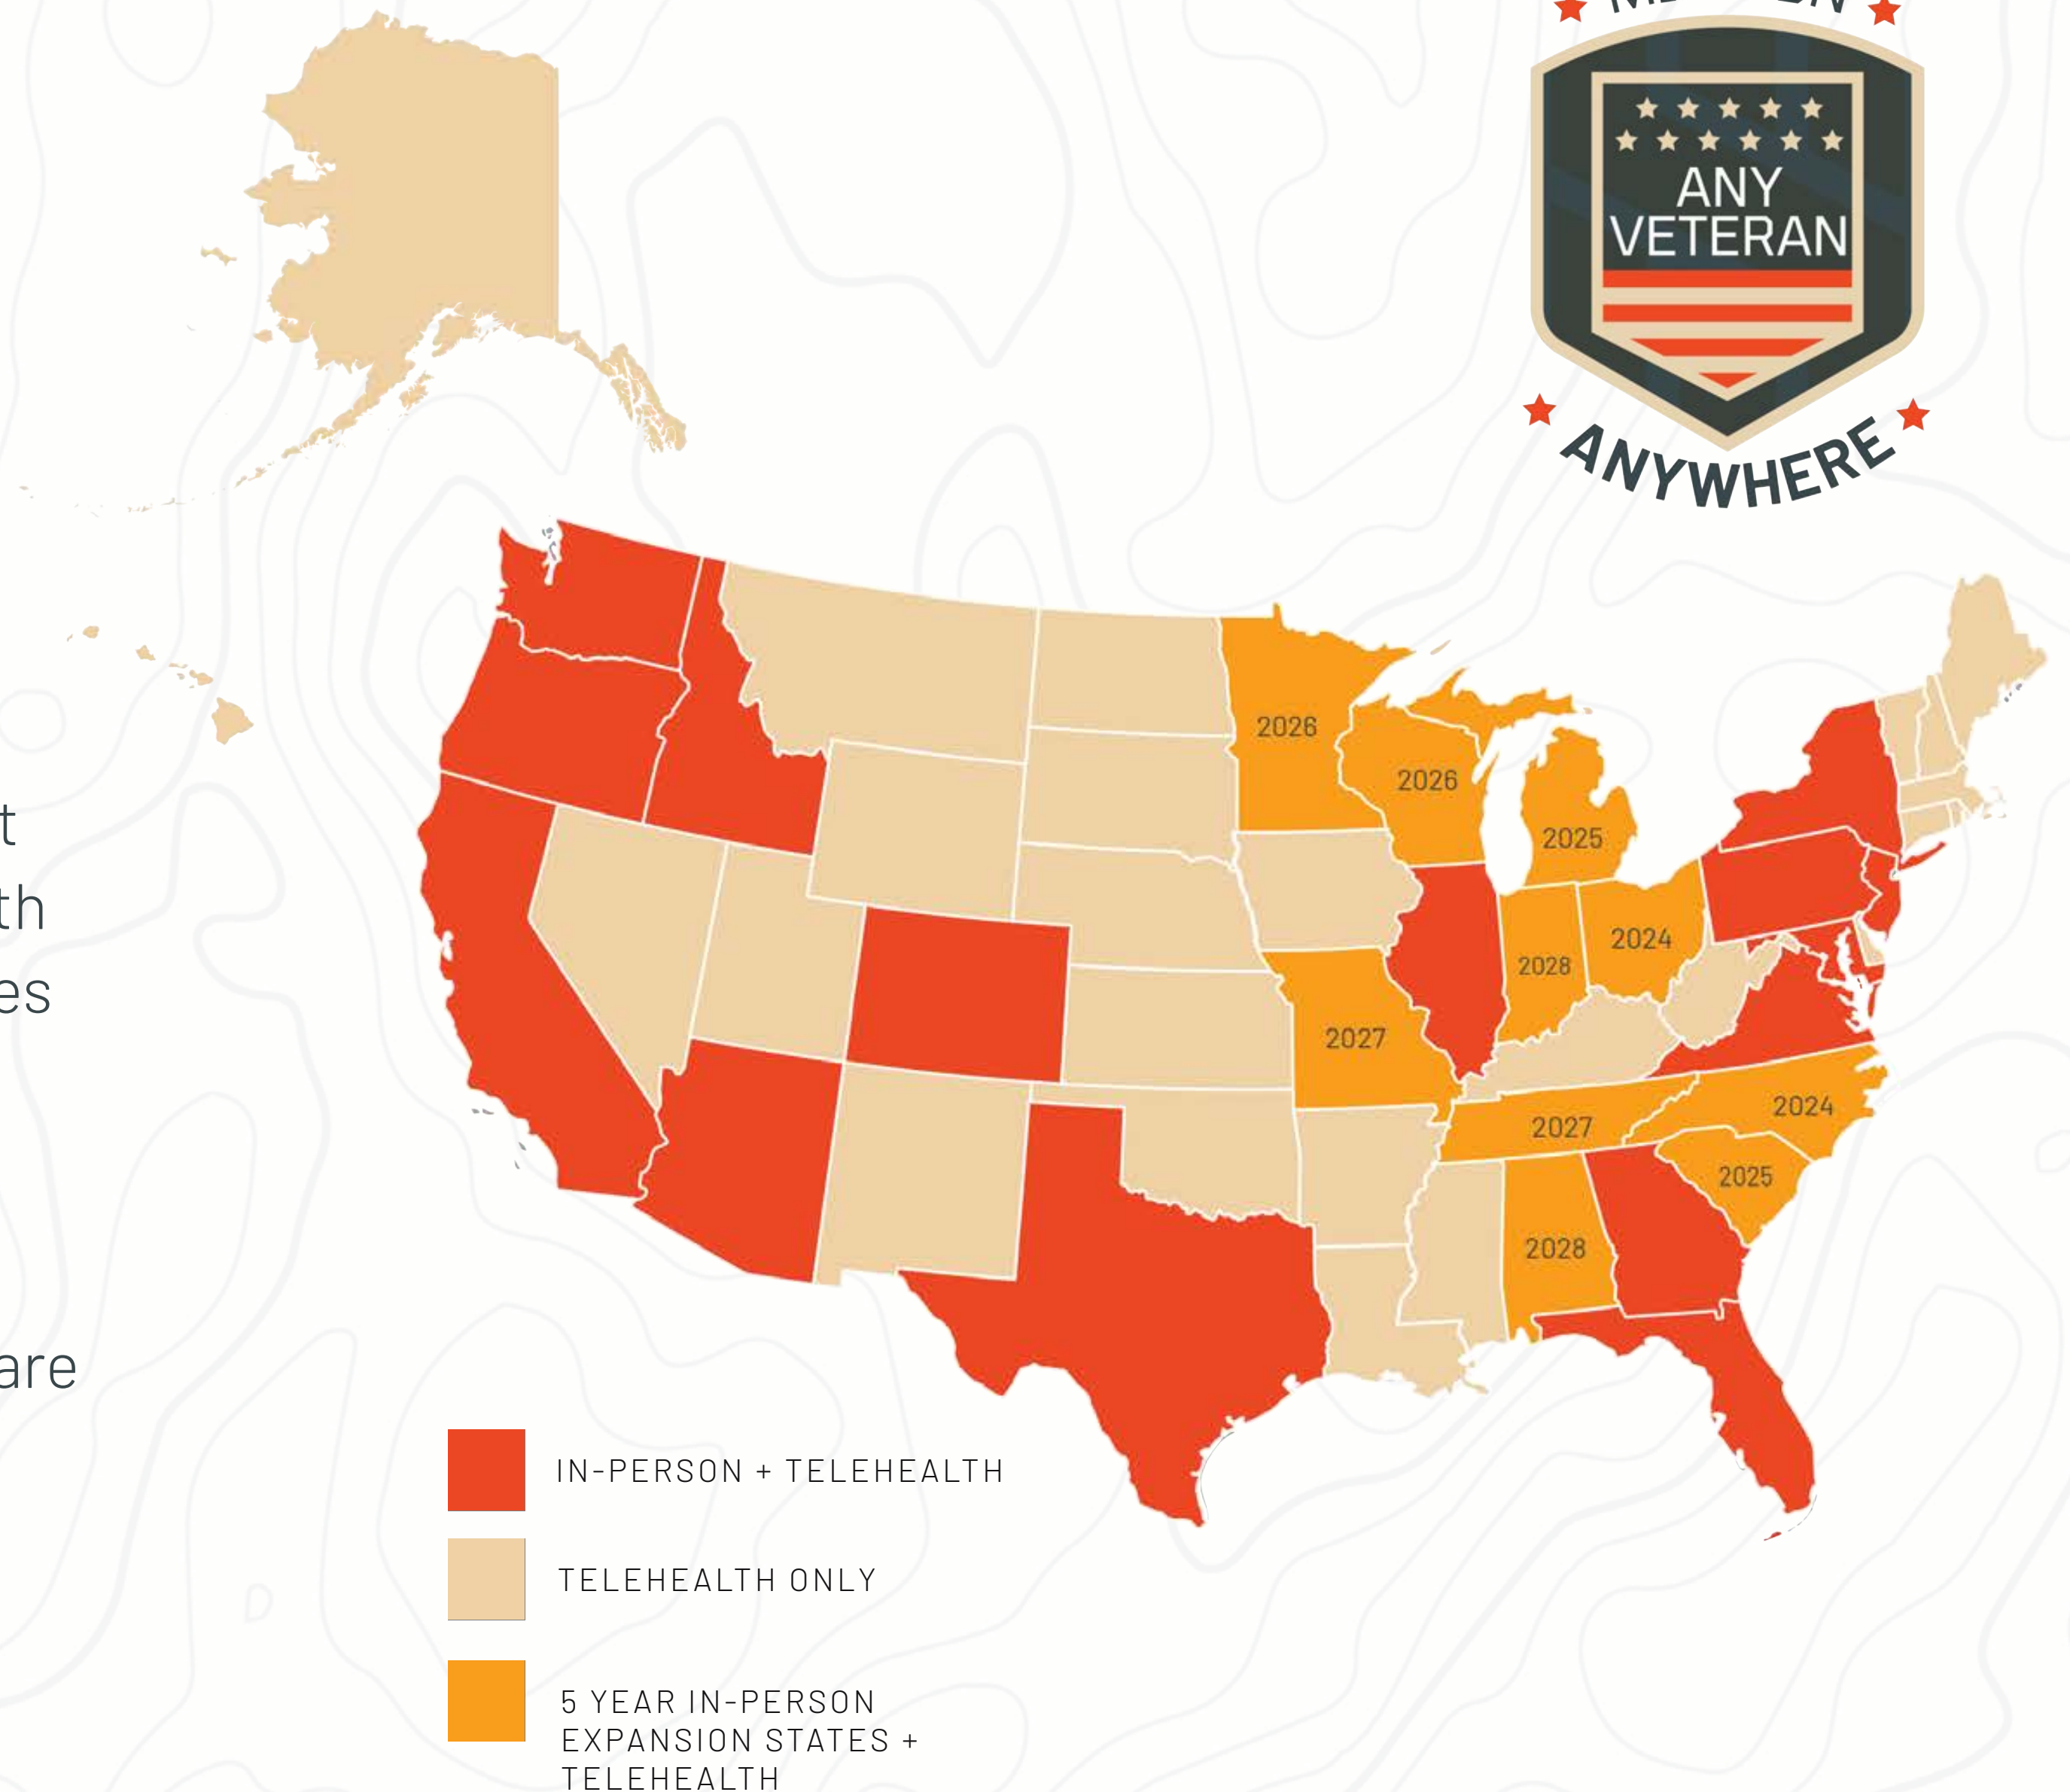 ANY
VETERAN
ANYWHERE
2026
2026
2025
2024
2028
2027
2024
2027
2025
2028
t
th
es
are
IN-PERSON + TELEHEALTH
TELEHEALTH ONLY
5 YEAR IN-PERSON
EXPANSION STATES +
TELEHEALTH